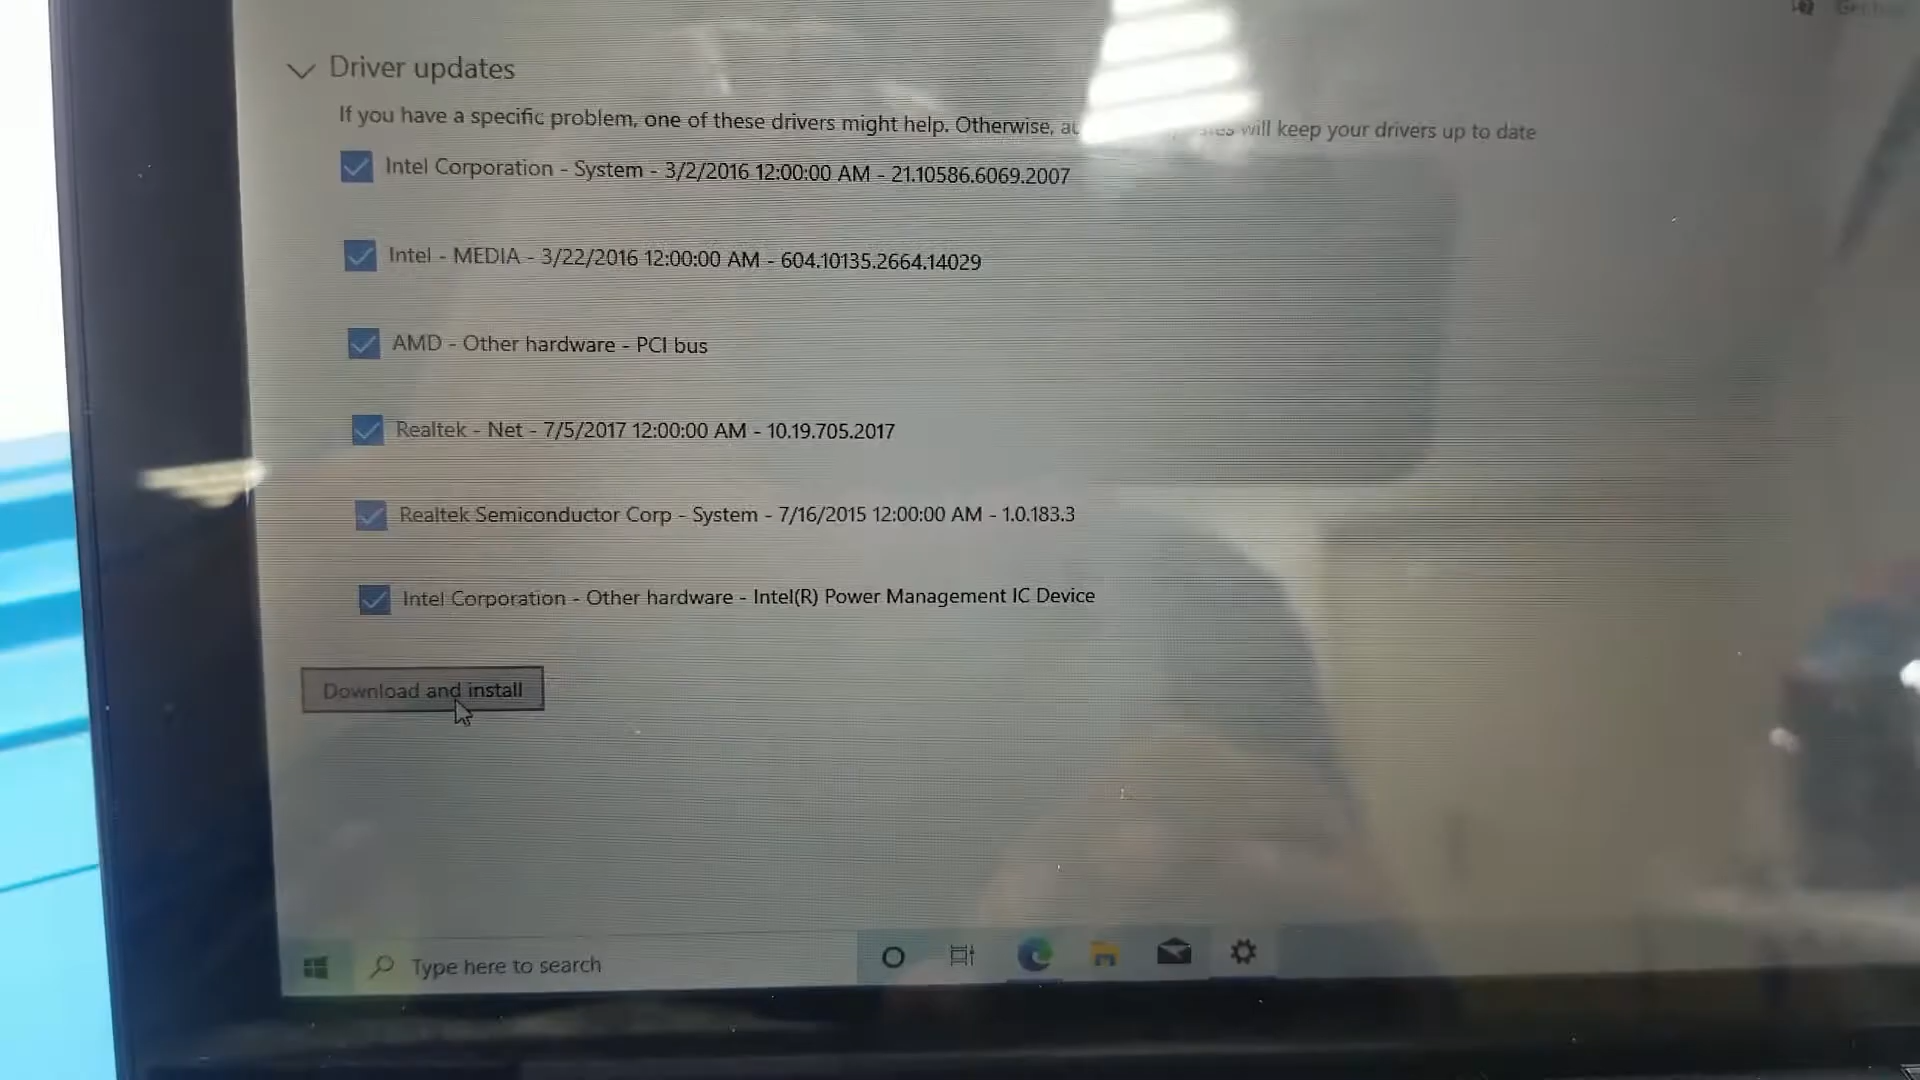 Driver updates
If you have a specific problem, one of these drivers might help. Otherwise, will keep your drivers up to date
Intel Corporation - System - 3/2/2016 12:00:00 AM - 21.10586.6069.2007
Intel - MEDIA - 3/22/2016 12:00:00 AM - 604.10135.2664.14029
AMD - Other hardware - PCI bus
Realtek - Net - 7/5/2017 12:00:00 AM - 10.19.705.2017
Realtek Semiconductor Corp - System - 7/16/2015 12:00:00 AM - 1.0.183.3
Intel Corporation - Other hardware - Intel(R) Power Management IC Device
Download and install
Type here to search